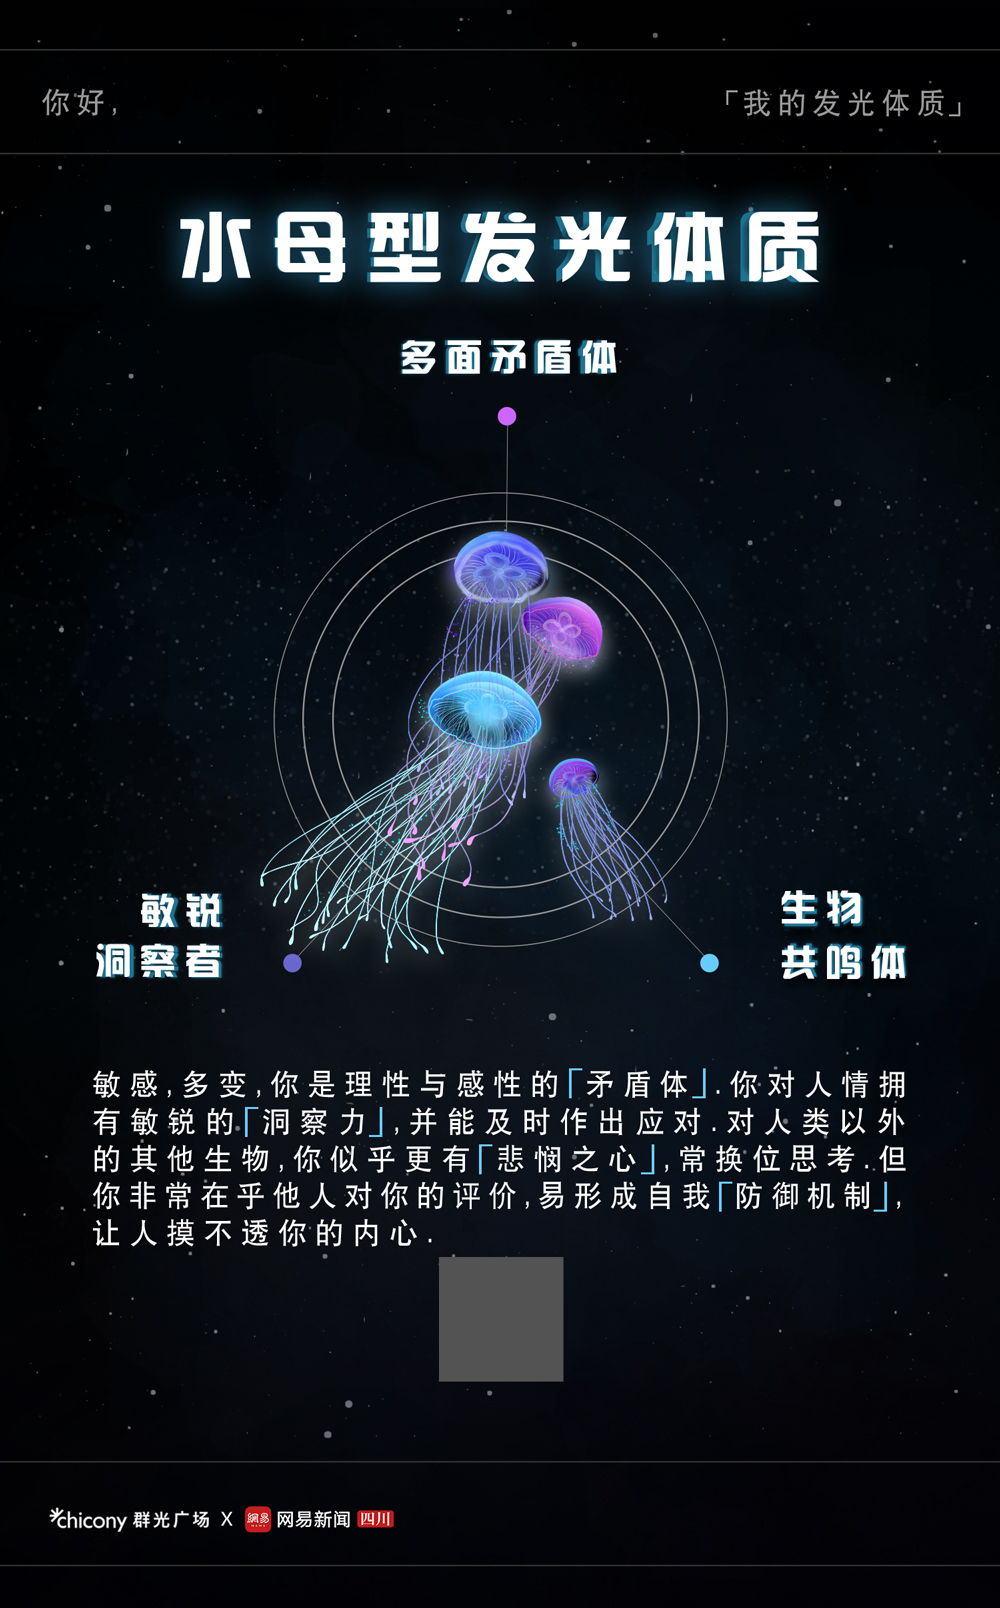 你好,
「我的发光体质」
水母型发光体质
多面矛盾体
敏锐
洞察者
生物
共鸣体
敏感,多变,你是理性与感性的「矛盾体」.你对人情拥
有敏锐的「洞察力」,并能及时作出应对.对人类以外
的其他生物,你似乎更有「悲悯之心」,常换位思考.但
你非常在乎他人对你的评价,易形成自我「防御机制」,
让人摸不透你的内心.
chicony 群光广场 X 網易 NEWS 网易新闻 四川